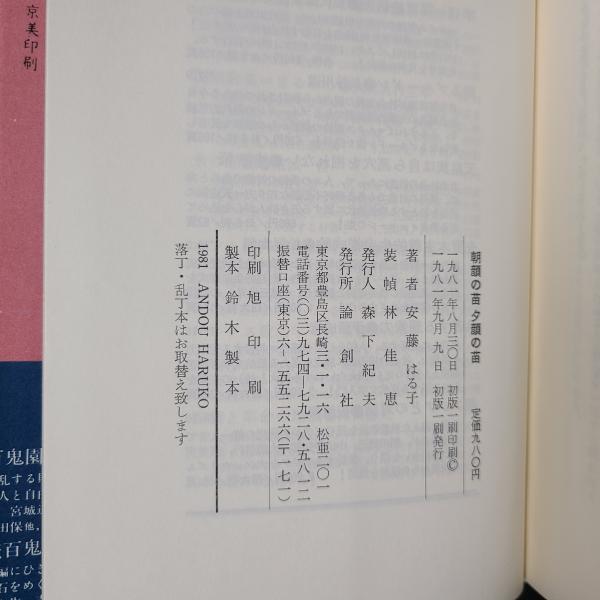 朝顔の苗 夕顔の苗 定価九八〇円
一九八一年八月三〇日 初版一刷印刷©
一九八一年九月九日 初版一刷発行
著者 安藤はる子
装幀 林佳恵
発行人 森下紀夫
発行所 論創社
東京都豊島区長崎三・一・一六 松亜二〇一
電話番号(〇三)九七四―七九二八・五八一二
振替口座(東京)六―一五五二六六(〒一七一)
印刷 旭印刷
製本 鈴木製本
1981 ANDOU HARUKO
落丁・乱丁本はお取替え致します
京美印刷
百鬼園
乱する
人と自由
宮城
田保他,
百鬼
編にひ
石をめぐ